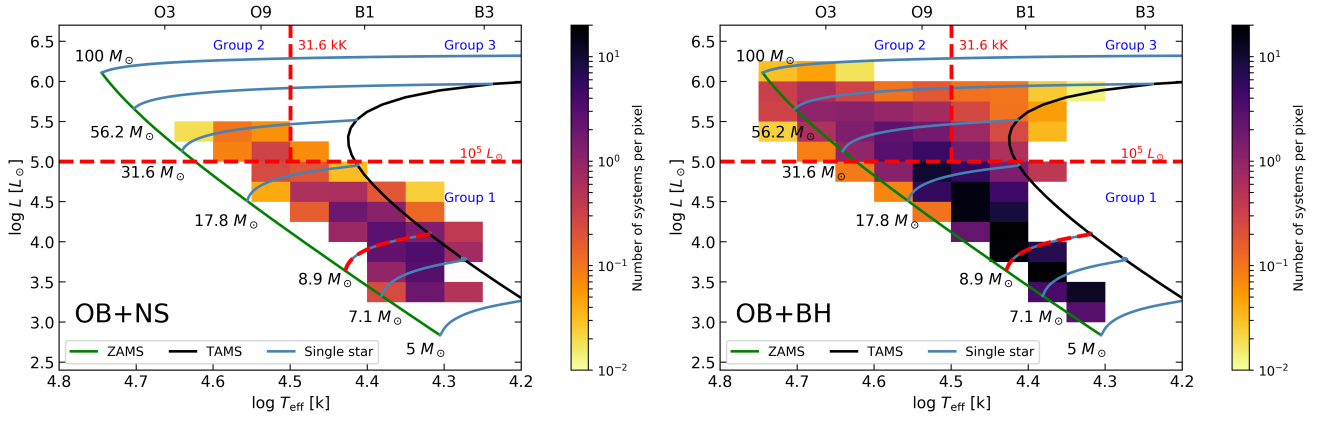 O3 O9 B1 B3
6.5
6.0
5.5
5.0
4.5
4.0
3.5
3.0
2.5
log L [L⊙]
Group 2
31.6 kK
Group 3
100 M⊙
56.2 M⊙
10⁵ L⊙
31.6 M⊙
Group 1
17.8 M⊙
8.9 M⊙
OB+NS
7.1 M⊙
5 M⊙
ZAMS TAMS Single star
4.8 4.7 4.6 4.5 4.4 4.3 4.2
log Teff [k]
10¹
10⁰
10⁻¹
10⁻²
Number of systems per pixel
O3 O9 B1 B3
6.5
6.0
5.5
5.0
4.5
4.0
3.5
3.0
2.5
log L [L⊙]
Group 2
31.6 kK
Group 3
100 M⊙
56.2 M⊙
10⁵ L⊙
31.6 M⊙
Group 1
17.8 M⊙
8.9 M⊙
OB+BH
7.1 M⊙
5 M⊙
ZAMS TAMS Single star
4.8 4.7 4.6 4.5 4.4 4.3 4.2
log Teff [k]
10¹
10⁰
10⁻¹
10⁻²
Number of systems per pixel